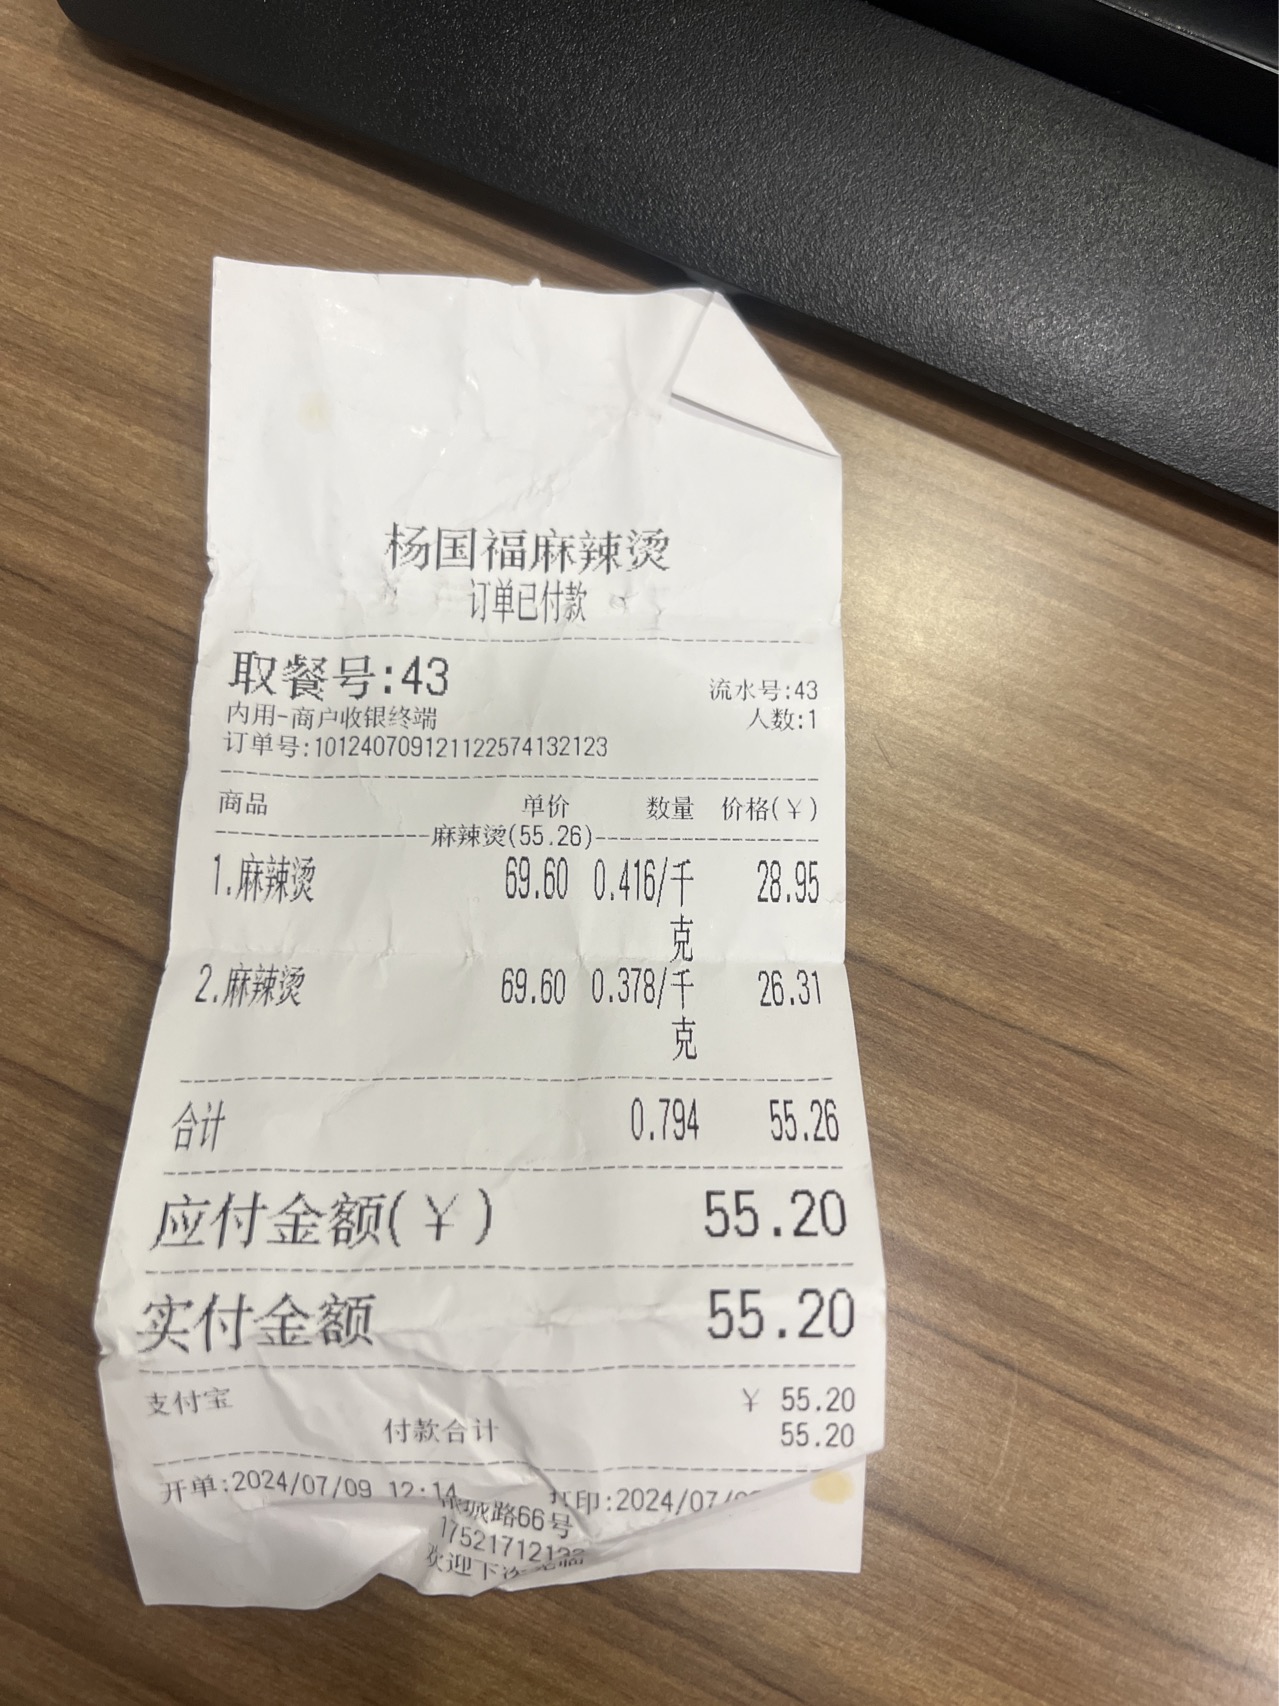 杨国福麻辣烫
订单已付款
取餐号:43 流水号:43
内用-商户收银终端 人数:1
订单号:101240709121122574132123
商品 单价 数量 价格(￥)
麻辣烫(55.26)
1.麻辣烫 69.60 0.416/千克 28.95
2.麻辣烫 69.60 0.378/千克 26.31
合计 0.794 55.26
应付金额(￥) 55.20
实付金额 55.20
支付宝 ￥ 55.20
付款合计 55.20
开单:2024/07/09 12:14 打印:2024/07/
城路66号
欢迎下次